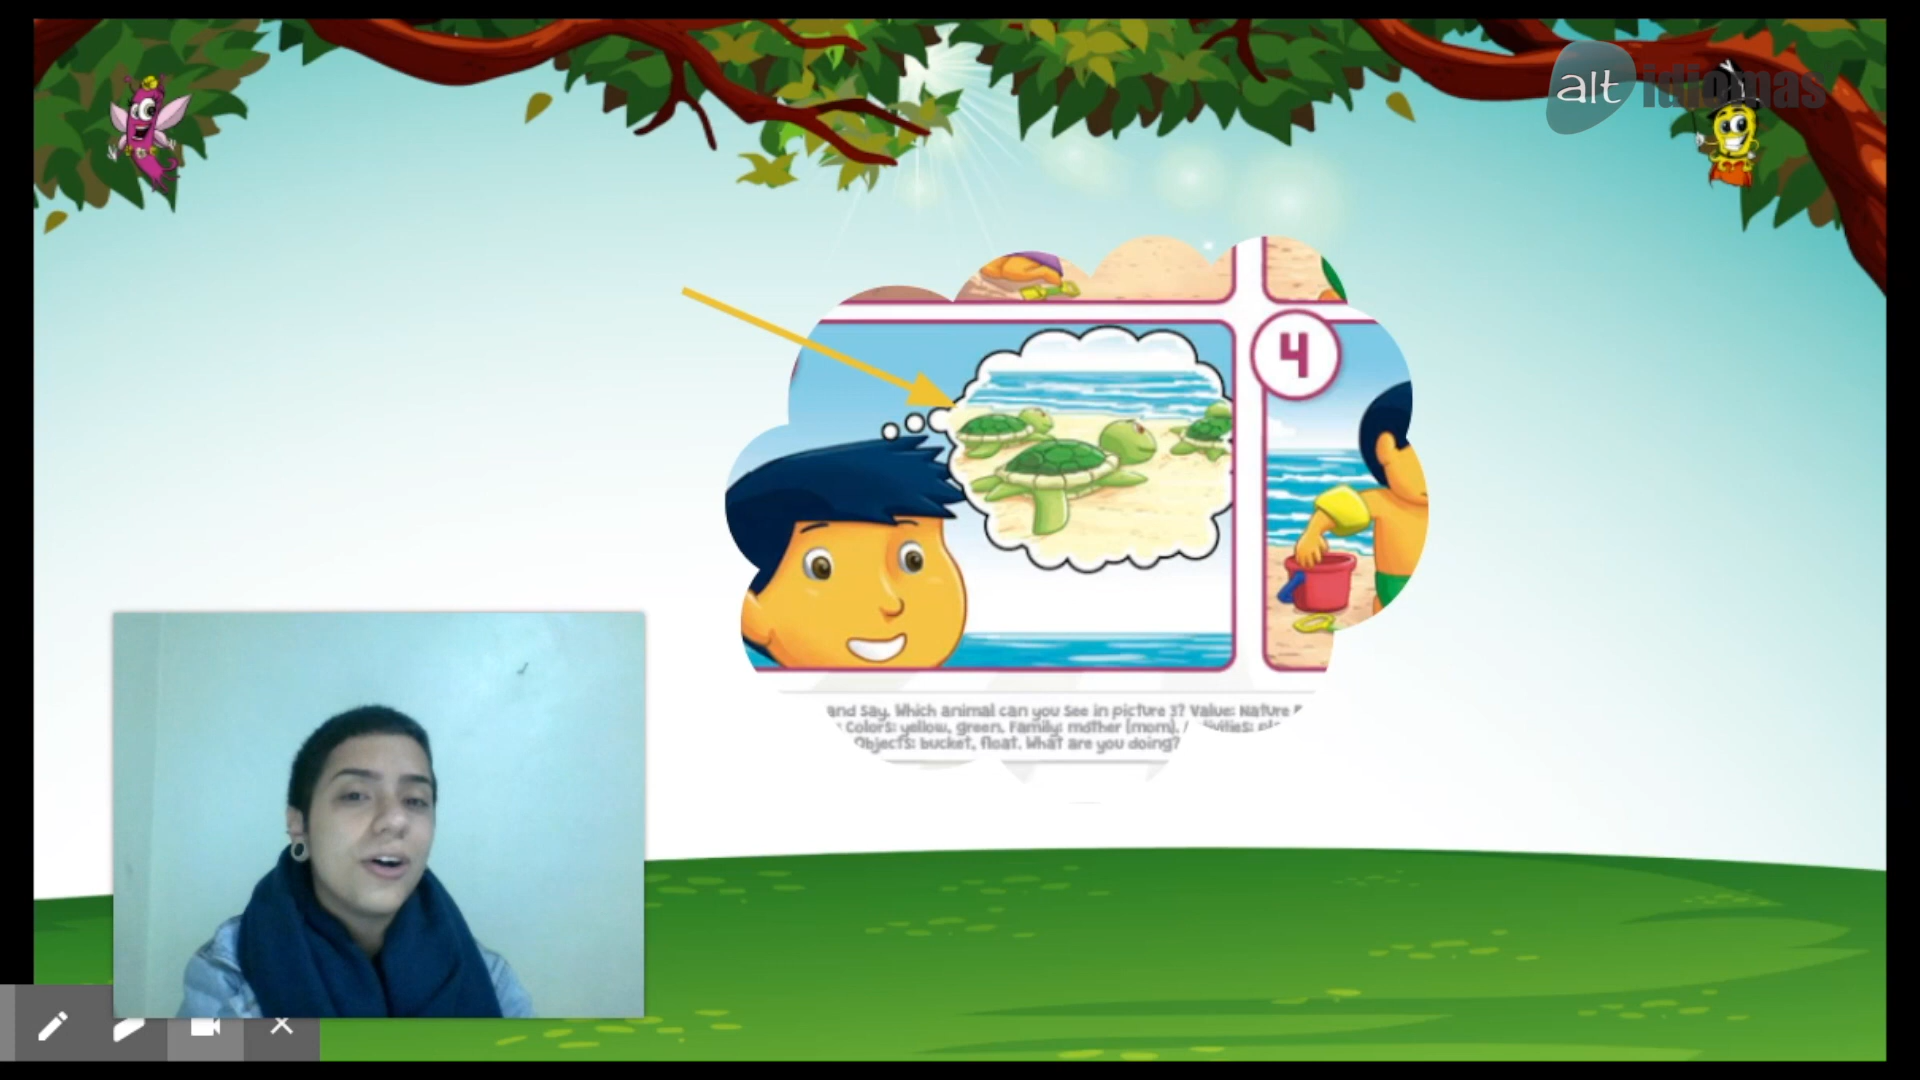 alt idiomas
4
and say. Which animal can you see in picture 3? Value: Nature
Colors: yellow, green. Family: mother (mom).
Objects: bucket, float. What are you doing?